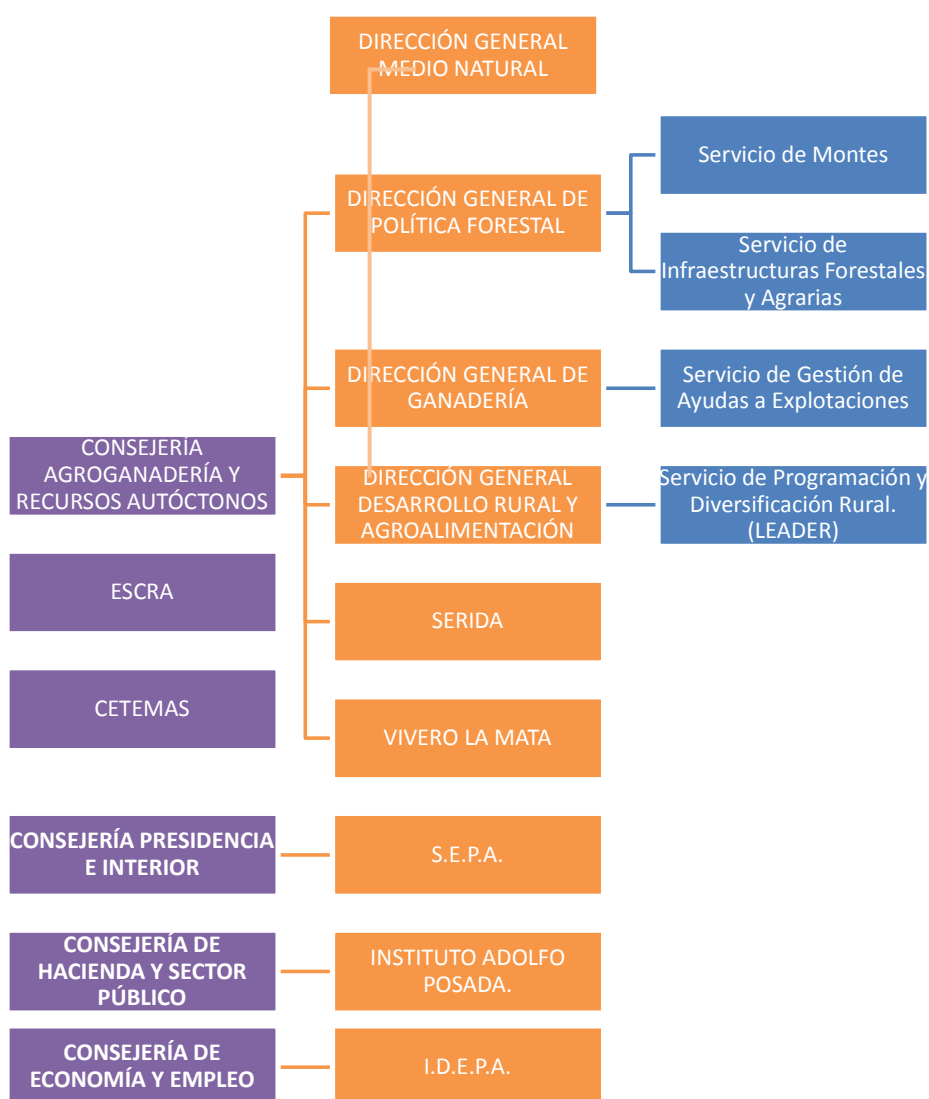 DIRECCIÓN GENERAL
MEDIO NATURAL
Servicio de Montes
DIRECCIÓN GENERAL DE
POLÍTICA FORESTAL
Servicio de
Infraestructuras Forestales
y Agrarias
DIRECCIÓN GENERAL DE
GANADERÍA
Servicio de Gestión de
Ayudas a Explotaciones
CONSEJERÍA
AGROGANADERÍA Y
RECURSOS AUTÓCTONOS
DIRECCIÓN GENERAL
DESARROLLO RURAL Y
AGROALIMENTACIÓN
Servicio de Programación y
Diversificación Rural.
(LEADER)
ESCRA
SERIDA
CETEMAS
VIVERO LA MATA
CONSEJERÍA PRESIDENCIA
E INTERIOR
S.E.P.A.
CONSEJERÍA DE
HACIENDA Y SECTOR
PÚBLICO
INSTITUTO ADOLFO
POSADA.
CONSEJERÍA DE
ECONOMÍA Y EMPLEO
I.D.E.P.A.